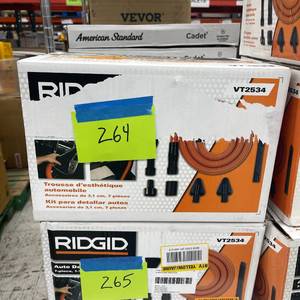 VEVOR
American Standard
Cadet
RIDGID
VT2534
264
Trousse d'esthétique
automobile
Accessoires de 3,1 cm, 7 pièces
Kit para detallar autos
Accesorios de 3,1 cm, 7 piezas
RIDGID
VT2534
Auto De
265